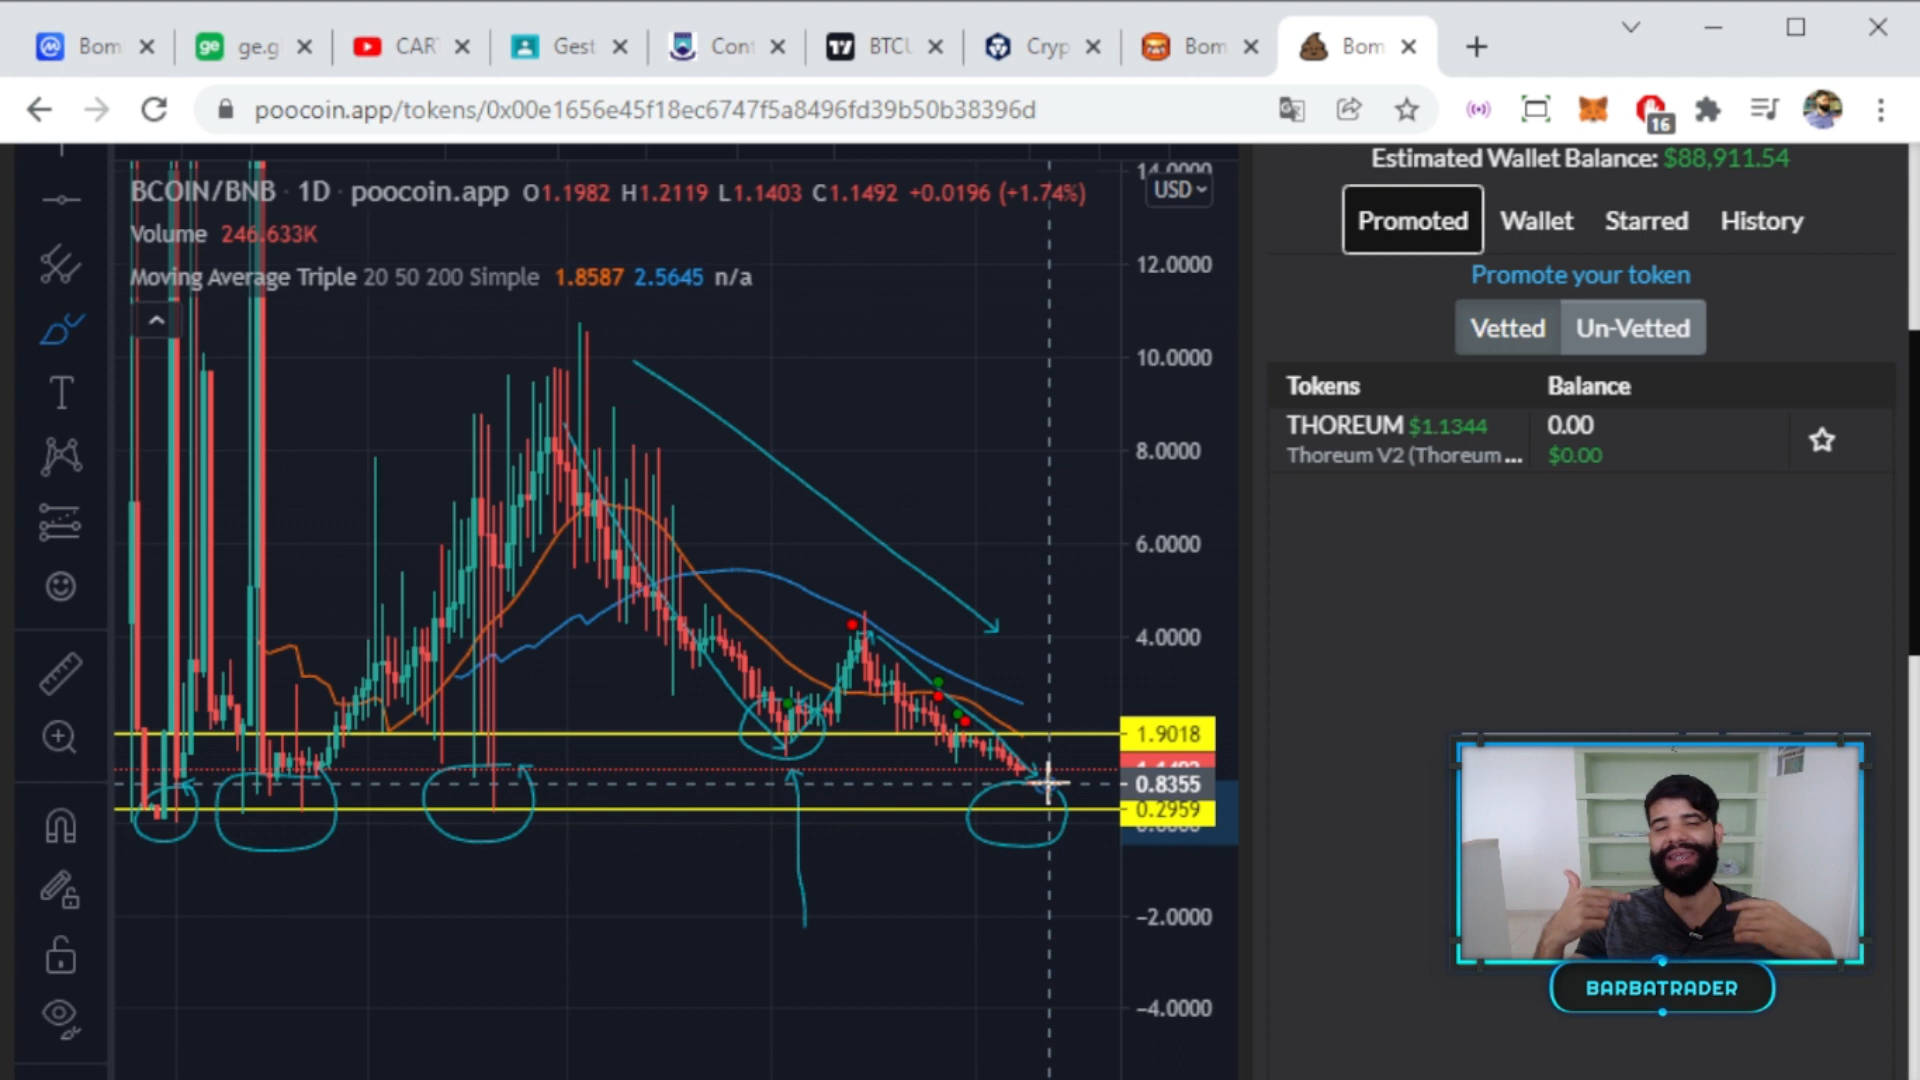 Bom
ge.g
CAR
Gest
Cont
BTCU
Cryp
Bom
Bom
poocoin.app/tokens/0x00e1656e45f18ec6747f5a8496fd39b50b38396d
16
BCOIN/BNB · 1D · poocoin.app O1.1982 H1.2119 L1.1403 C1.1492 +0.0196 (+1.74%)
Volume 246.633K
Moving Average Triple 20 50 200 Simple 1.8587 2.5645 n/a
14.0000
USD
12.0000
10.0000
8.0000
6.0000
4.0000
1.9018
0.8355
0.2959
−2.0000
−4.0000
Estimated Wallet Balance: $88,911.54
Promoted Wallet Starred History
Promote your token
Vetted Un-Vetted
Tokens Balance
THOREUM $1.1344 0.00
Thoreum V2 (Thoreum ... $0.00
BARBATRADER